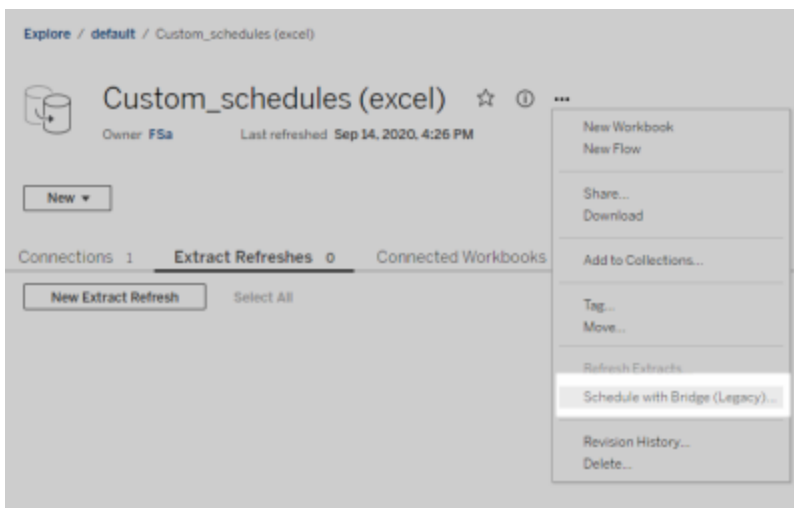 Explore / default / Custom_schedules (excel)
Custom_schedules (excel)
Owner FSa Last refreshed Sep 14, 2020, 4:26 PM
New
Connections 1 Extract Refreshes 0 Connected Workbooks
New Extract Refresh Select All
New Workbook
New Flow
Share...
Download
Add to Collections...
Tag...
Move...
Refresh Extracts...
Schedule with Bridge (Legacy)...
Revision History...
Delete...